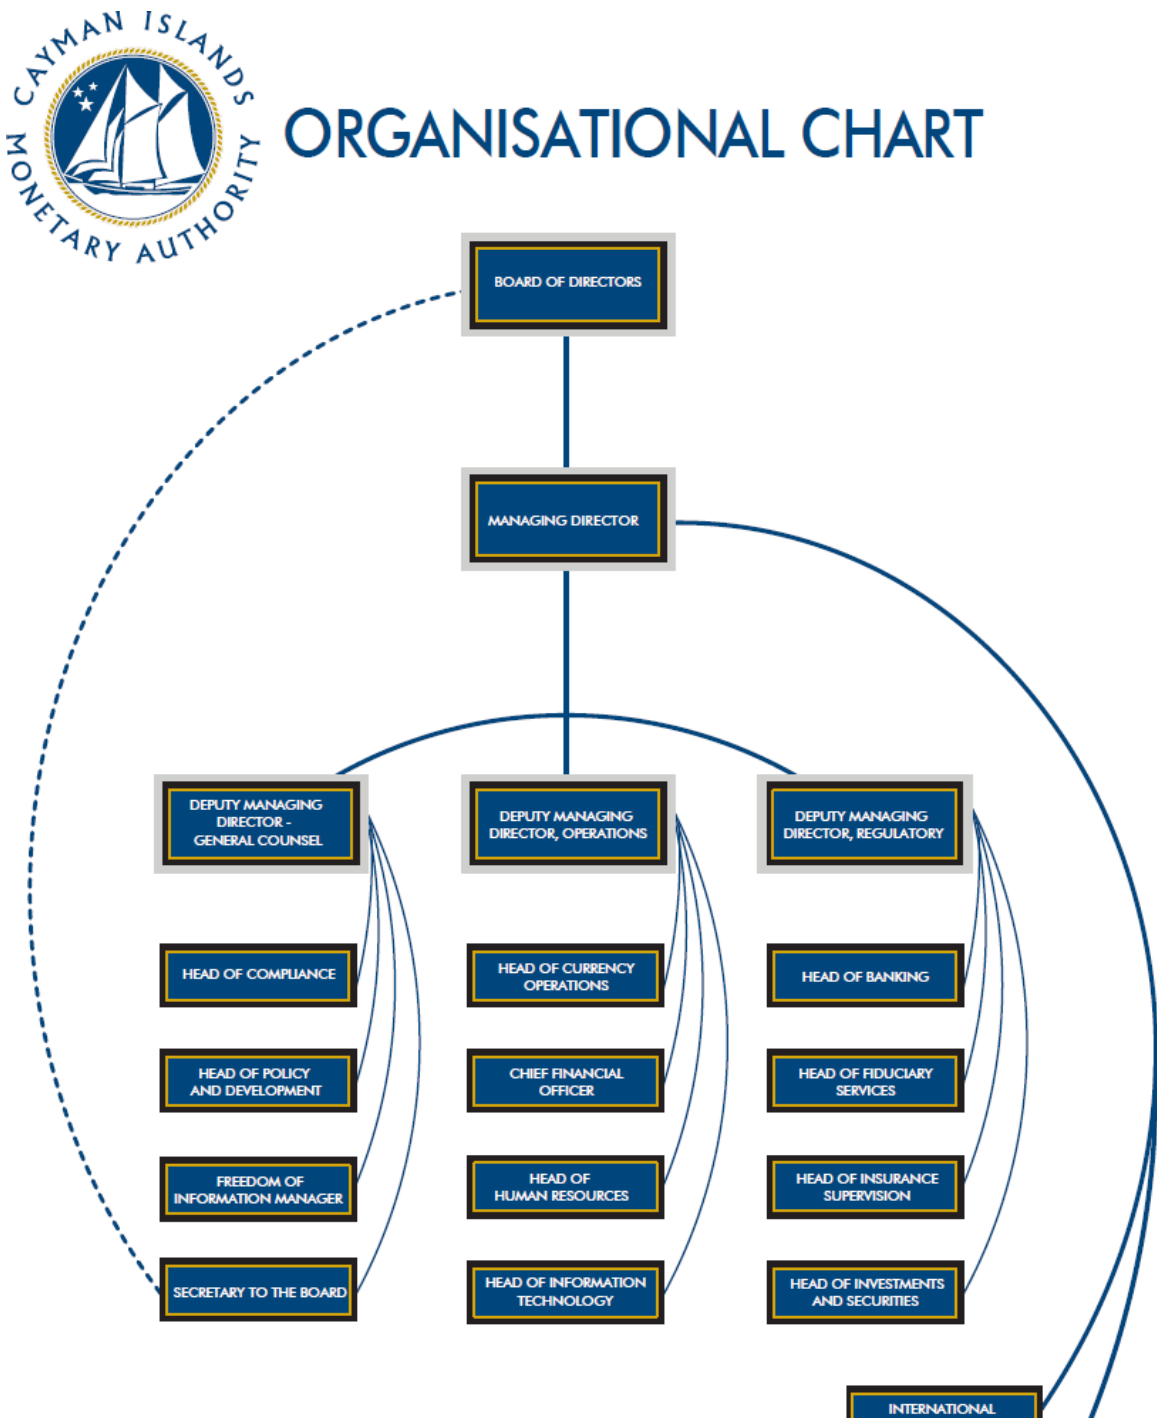 CAYMAN ISLANDS
MONETARY AUTHORITY
ORGANISATIONAL CHART
BOARD OF DIRECTORS
MANAGING DIRECTOR
DEPUTY MANAGING
DIRECTOR -
GENERAL COUNSEL
DEPUTY MANAGING
DIRECTOR, OPERATIONS
DEPUTY MANAGING
DIRECTOR, REGULATORY
HEAD OF COMPLIANCE
HEAD OF CURRENCY
OPERATIONS
HEAD OF BANKING
HEAD OF POLICY
AND DEVELOPMENT
CHIEF FINANCIAL
OFFICER
HEAD OF FIDUCIARY
SERVICES
FREEDOM OF
INFORMATION MANAGER
HEAD OF
HUMAN RESOURCES
HEAD OF INSURANCE
SUPERVISION
SECRETARY TO THE BOARD
HEAD OF INFORMATION
TECHNOLOGY
HEAD OF INVESTMENTS
AND SECURITIES
INTERNATIONAL